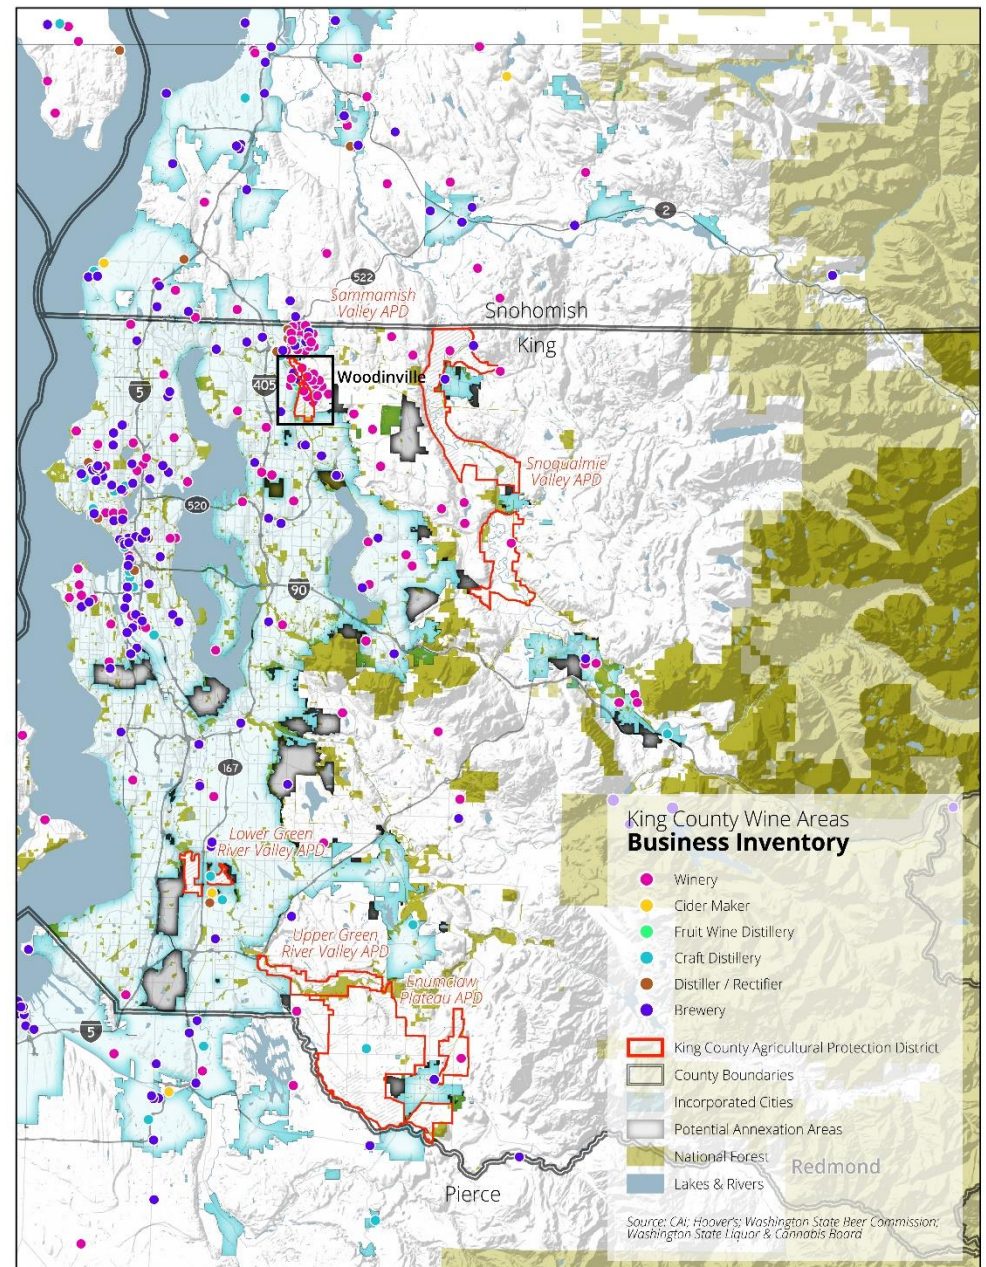 2
522
Sammamish
Valley APD
Snohomish
King
5
405
Woodinville
Snoqualmie
Valley APD
520
90
167
Lower Green
River Valley APD
Upper Green
River Valley APD
Enumclaw
Plateau APD
5
Pierce
King County Wine Areas
Business Inventory
Winery
Cider Maker
Fruit Wine Distillery
Craft Distillery
Distiller / Rectifier
Brewery
King County Agricultural Protection District
County Boundaries
Incorporated Cities
Potential Annexation Areas
National Forest
Redmond
Lakes & Rivers
Source: CAI; Hoover's; Washington State Beer Commission;
Washington State Liquor & Cannabis Board